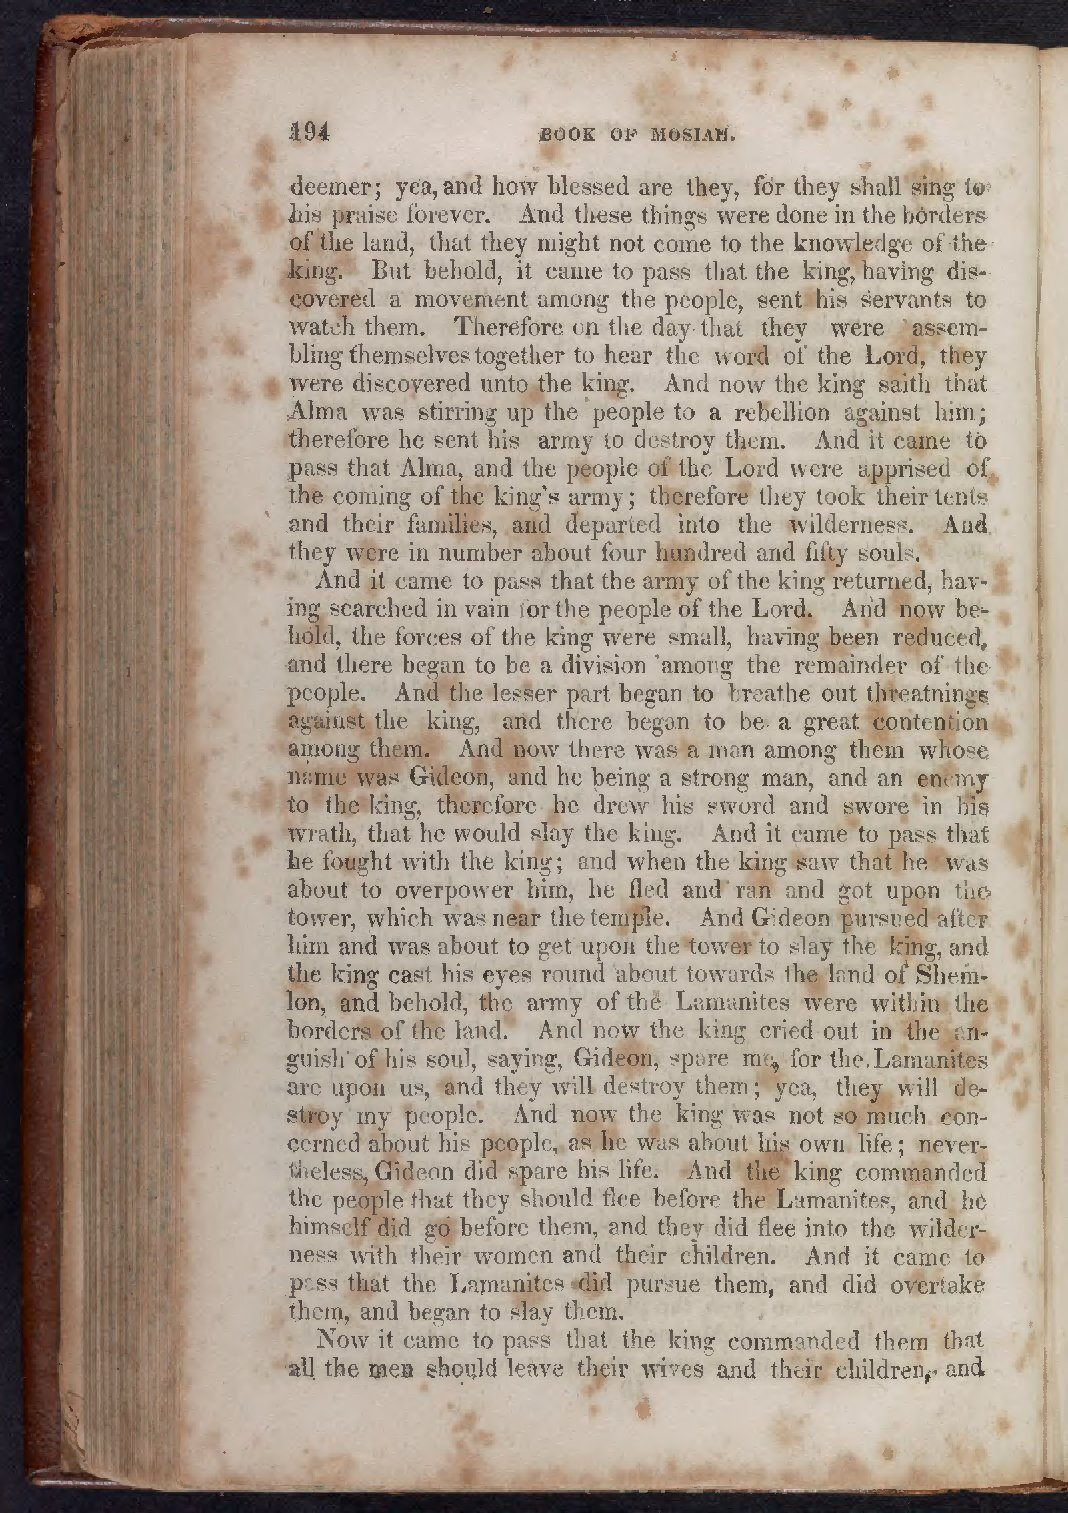 194 BOOK OF MOSIAH.
deemer; yea, and how blessed are they, for they shall sing to
his praise forever. And these things were done in the borders
of the land, that they might not come to the knowledge of the
king. But behold, it came to pass that the king, having dis-
covered a movement among the people, sent his servants to
watch them. Therefore on the day that they were assem-
bling themselves together to hear the word of the Lord, they
were discovered unto the king. And now the king saith that
Alma was stirring up the people to a rebellion against him;
therefore he sent his army to destroy them. And it came to
pass that Alma, and the people of the Lord were apprised of
the coming of the king's army; therefore they took their tents
and their families, and departed into the wilderness. And
they were in number about four hundred and fifty souls.
And it came to pass that the army of the king returned, hav-
ing searched in vain for the people of the Lord. And now be-
hold, the forces of the king were small, having been reduced,
and there began to be a division among the remainder of the
people. And the lesser part began to breathe out threatnings
against the king, and there began to be a great contention
among them. And now there was a man among them whose
name was Gideon, and he being a strong man, and an enemy
to the king, therefore he drew his sword and swore in his
wrath, that he would slay the king. And it came to pass that
he fought with the king; and when the king saw that he was
about to overpower him, he fled and ran and got upon the
tower, which was near the temple. And Gideon pursued after
him and was about to get upon the tower to slay the king, and
the king cast his eyes round about towards the land of Shem-
lon, and behold, the army of the Lamanites were within the
borders of the land. And now the king cried out in the an-
guish of his soul, saying, Gideon, spare me, for the Lamanites
are upon us, and they will destroy them; yea, they will de-
stroy my people. And now the king was not so much con-
cerned about his people, as he was about his own life; never-
theless, Gideon did spare his life. And the king commanded
the people that they should flee before the Lamanites, and he
himself did go before them, and they did flee into the wilder-
ness with their women and their children. And it came to
pass that the Lamanites did pursue them, and did overtake
them, and began to slay them.
Now it came to pass that the king commanded them that
all the men should leave their wives and their children, and